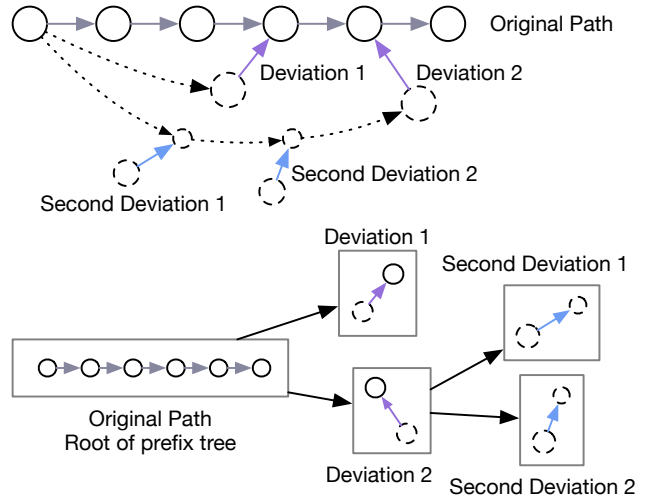 Original Path
Deviation 1
Deviation 2
Second Deviation 2
Second Deviation 1
Deviation 1
Second Deviation 1
Original Path
Root of prefix tree
Deviation 2
Second Deviation 2